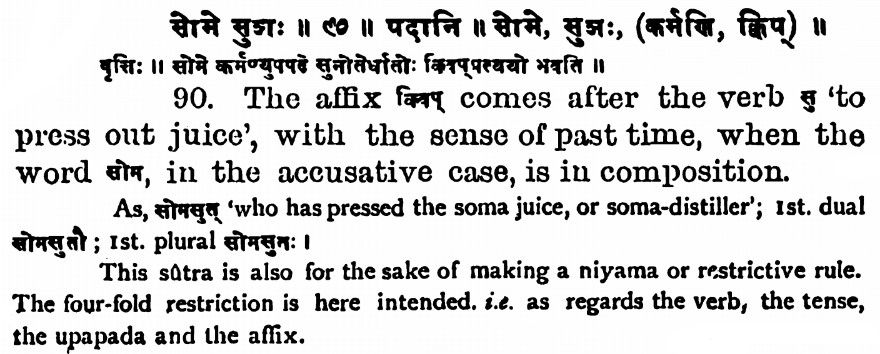 सोमे सुञः ॥ ९० ॥ पदानि ॥ सोमे, सुञः, (कर्मणि, क्विप्) ॥
वृत्तिः ॥ सोमे कर्मण्युपपदे सुनोतेर्धातोः क्विप्प्रत्ययो भवति ॥
90. The affix क्विप् comes after the verb सु ‘to
press out juice’, with the sense of past time, when the
word सोम, in the accusative case, is in composition.
As, सोमसुत् ‘who has pressed the soma juice, or soma-distiller’; 1st. dual
सोमसुतौ ; 1st. plural सोमसुतः ।
This sûtra is also for the sake of making a niyama or restrictive rule.
The four-fold restriction is here intended. i.e. as regards the verb, the tense,
the upapada and the affix.